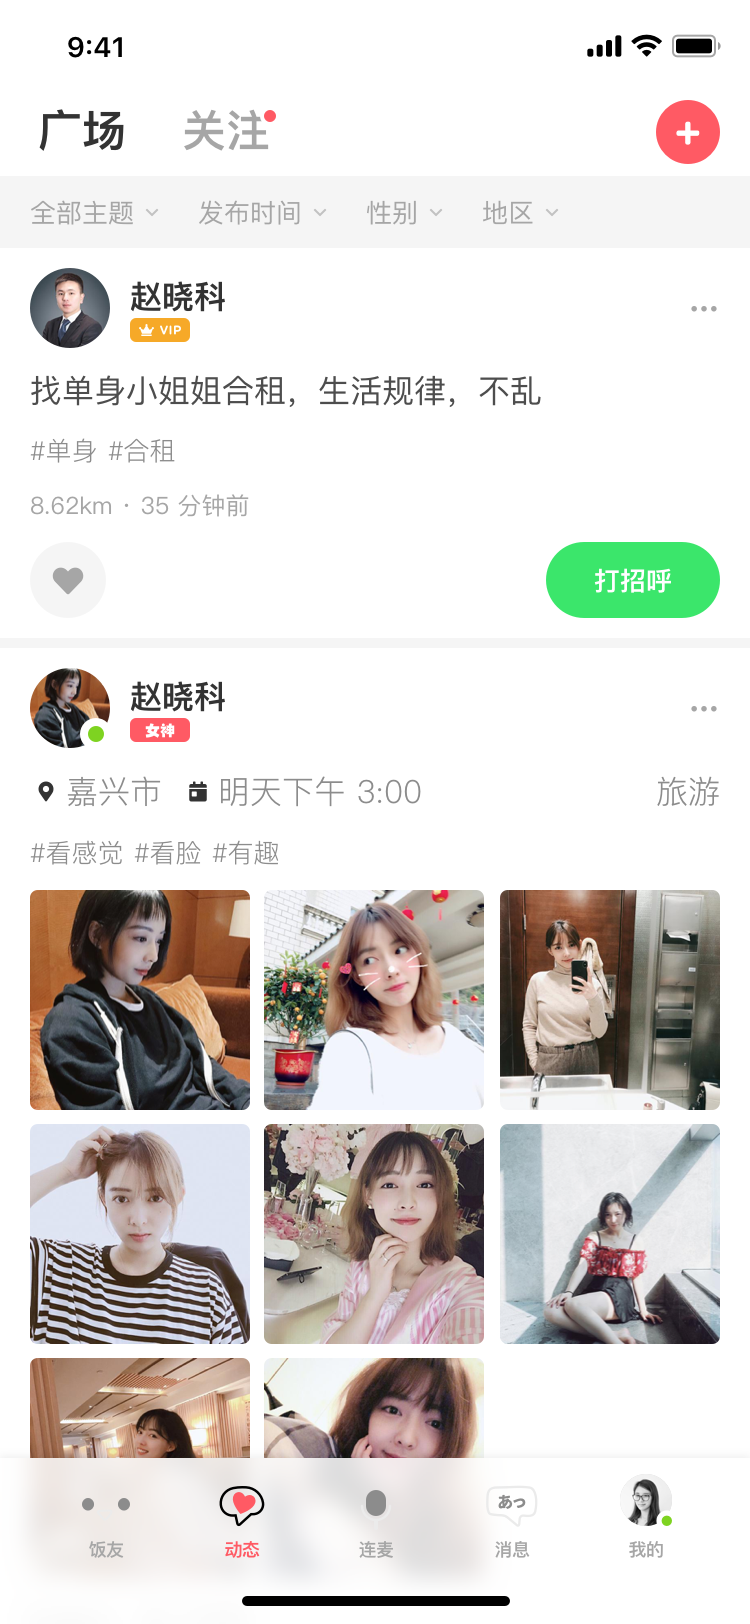 9:41
广场 关注
全部主题 发布时间 性别 地区
赵晓科
VIP
找单身小姐姐合租，生活规律，不乱
#单身 #合租
8.62km · 35 分钟前
打招呼
赵晓科
女神
嘉兴市 明天下午 3:00 旅游
#看感觉 #看脸 #有趣
あっ
饭友 动态 连麦 消息 我的